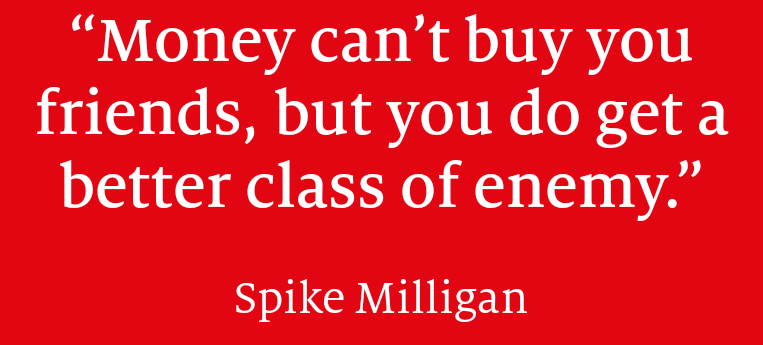 “Money can’t buy you
friends, but you do get a
better class of enemy.”
Spike Milligan